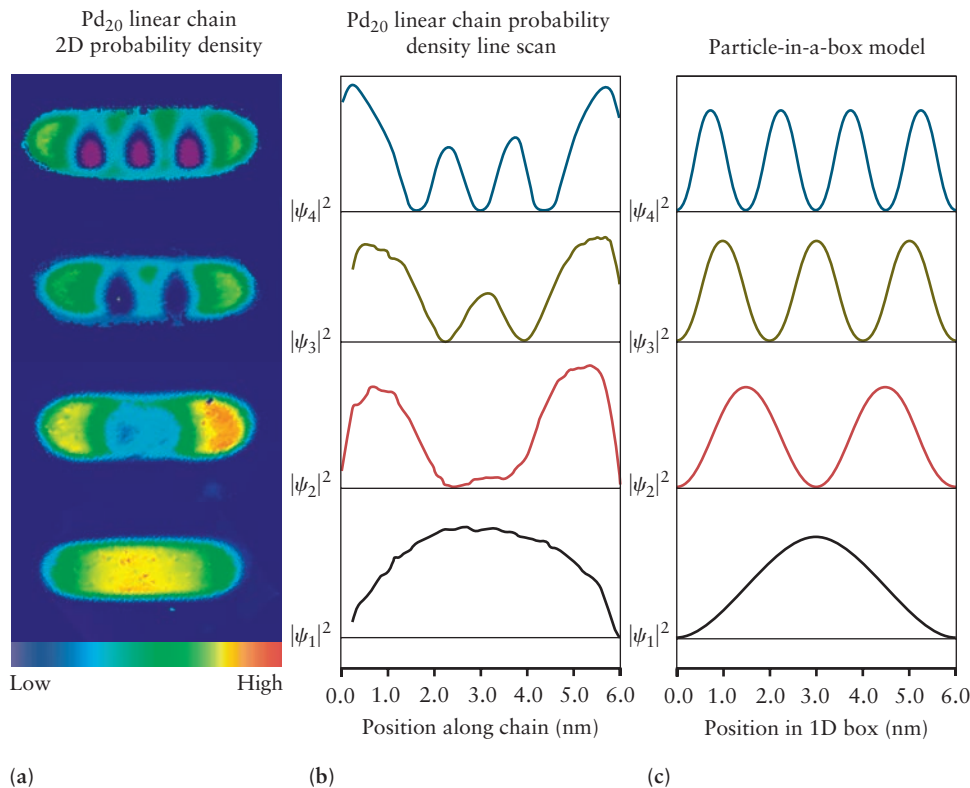 Pd₂₀ linear chain
2D probability density
Pd₂₀ linear chain probability
density line scan
Particle-in-a-box model
|ψ₄|²
|ψ₃|²
|ψ₂|²
|ψ₁|²
|ψ₄|²
|ψ₃|²
|ψ₂|²
|ψ₁|²
Low High
0.0 1.0 2.0 3.0 4.0 5.0 6.0
Position along chain (nm)
0.0 1.0 2.0 3.0 4.0 5.0 6.0
Position in 1D box (nm)
(a)
(b)
(c)